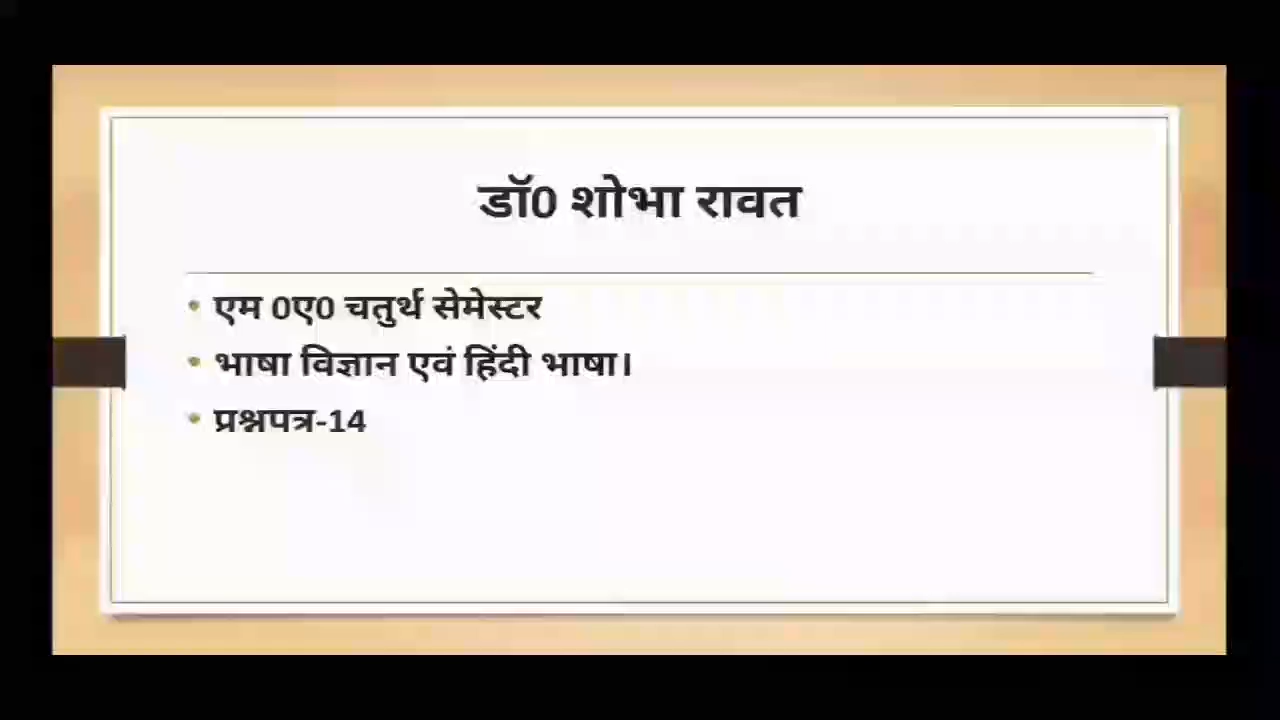 डॉ0 शोभा रावत
• एम 0ए0 चतुर्थ सेमेस्टर
• भाषा विज्ञान एवं हिंदी भाषा।
• प्रश्नपत्र-14